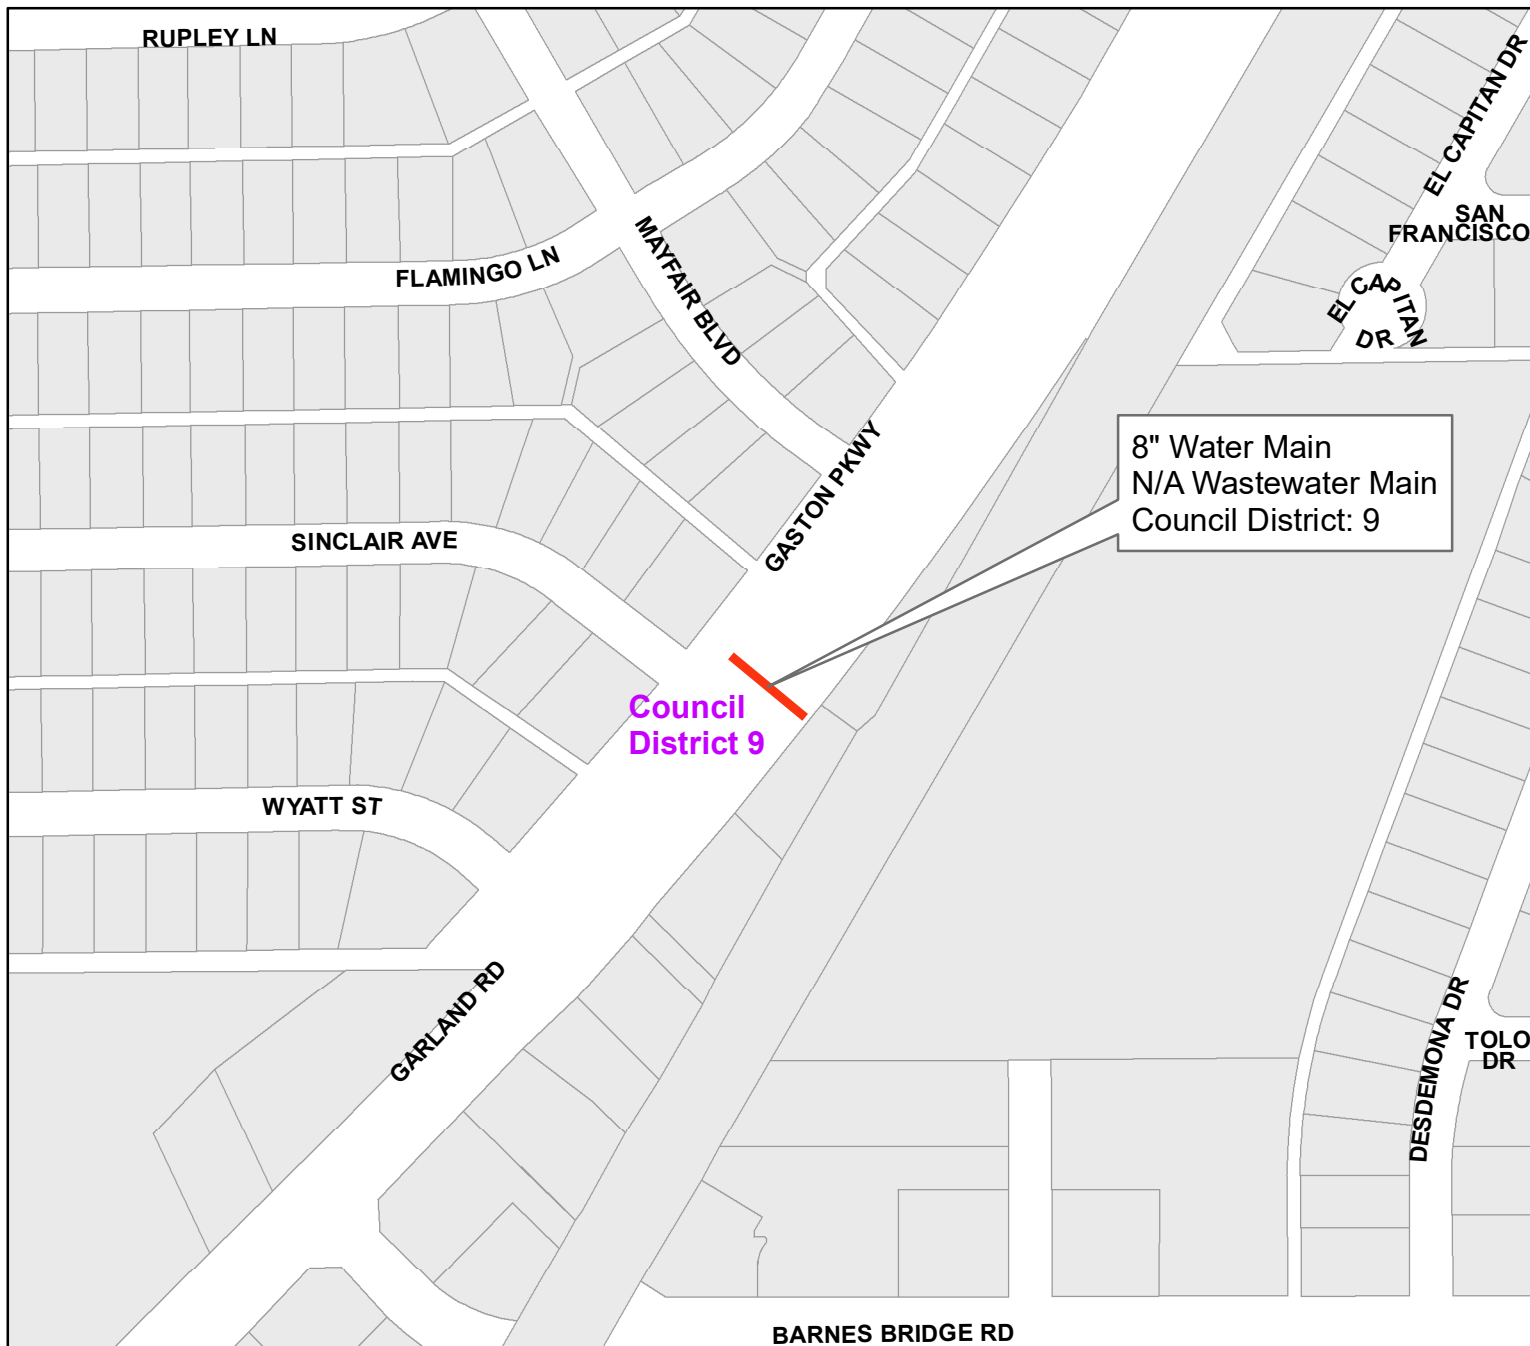 RUPLEY LN
EL CAPITAN DR
SAN
FRANCISCO
MAYFAIR BLVD
FLAMINGO LN
EL CAPITAN
DR
8" Water Main
N/A Wastewater Main
Council District: 9
GASTON PKWY
SINCLAIR AVE
Council
District 9
WYATT ST
GARLAND RD
DESDEMONA DR
TOLO
DR
BARNES BRIDGE RD